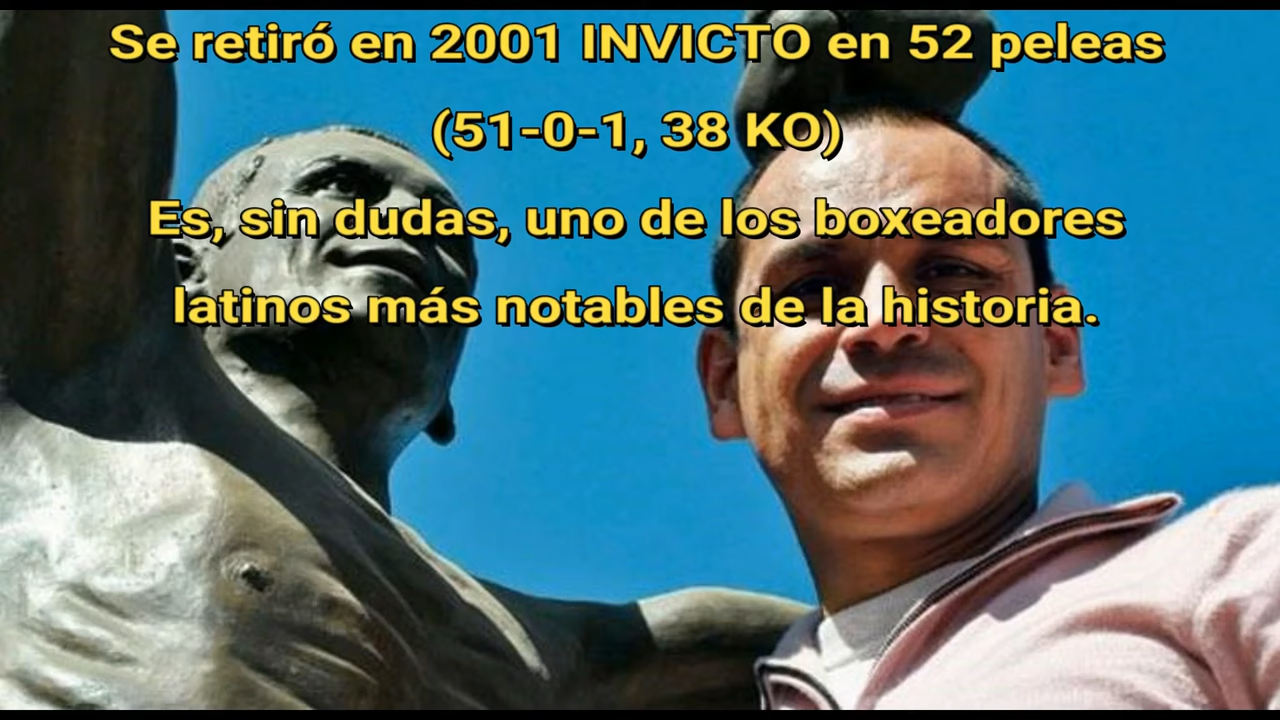 Se retiró en 2001 INVICTO en 52 peleas
(51-0-1, 38 KO)
Es, sin dudas, uno de los boxeadores
latinos más notables de la historia.